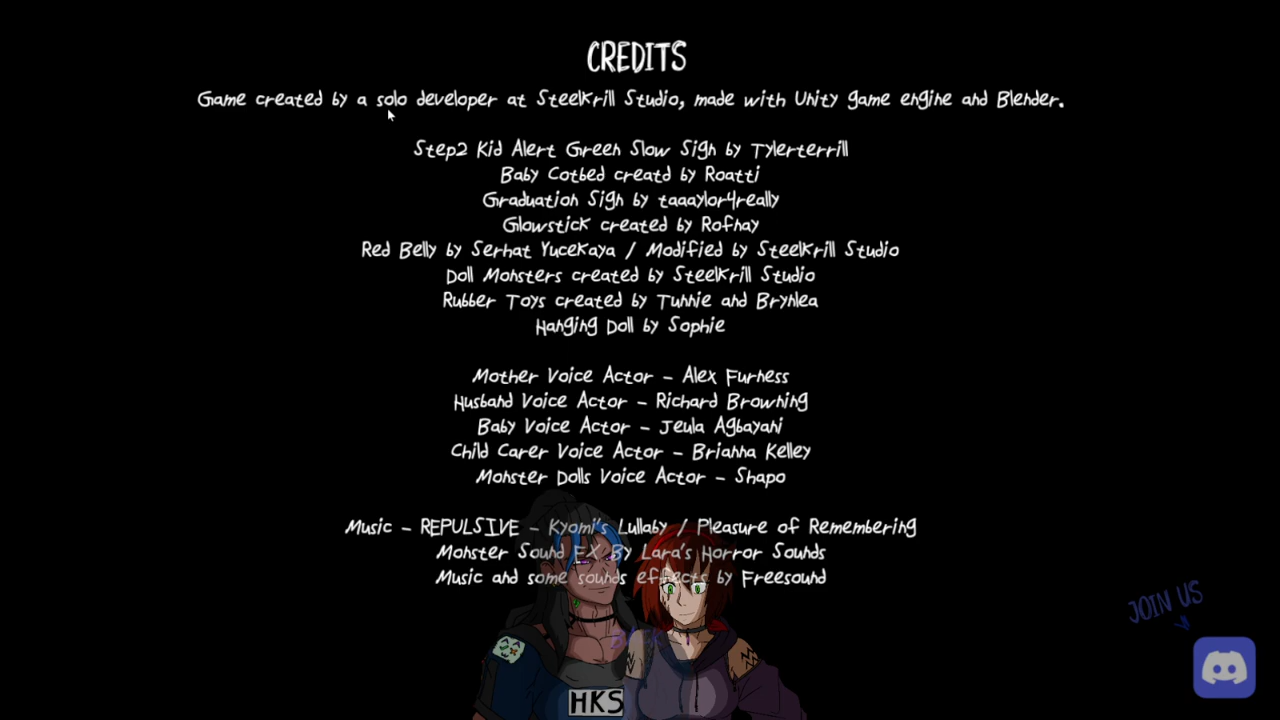 CREDITS
Game created by a solo developer at SteelKrill Studio, made with Unity game engine and Blender.
Step2 Kid Alert Green Slow Sign by Tylerterrill
Baby Cotbed creatd by Roatti
Graduation Sign by taaaylor4really
Glowstick created by Rofnay
Red Belly by Serhat Yucekaya / Modified by SteelKrill Studio
Doll Monsters created by SteelKrill Studio
Rubber Toys created by Tunnie and Brynlea
Hanging Doll by Sophie
Mother Voice Actor - Alex Furness
Husband Voice Actor - Richard Browning
Baby Voice Actor - Jeula Agbayani
Child Carer Voice Actor - Brianna Kelley
Monster Dolls Voice Actor - Shapo
Music - REPULSIVE - Kyomi's Lullaby / Pleasure of Remembering
Monster Sound FX By Lara's Horror Sounds
Music and some sounds effects by Freesound
JOIN US
HKS